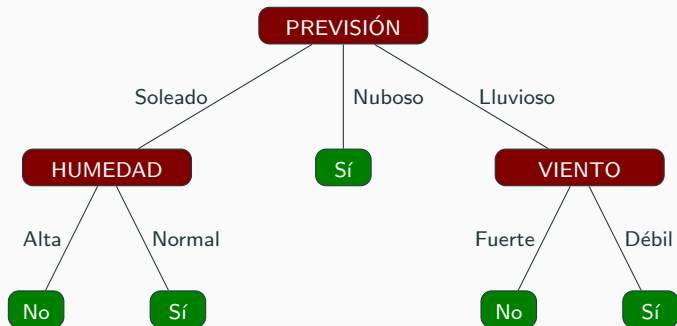 PREVISIÓN
Soleado
Nuboso
Lluvioso
HUMEDAD
Sí
VIENTO
Alta
Normal
Fuerte
Débil
No
Sí
No
Sí